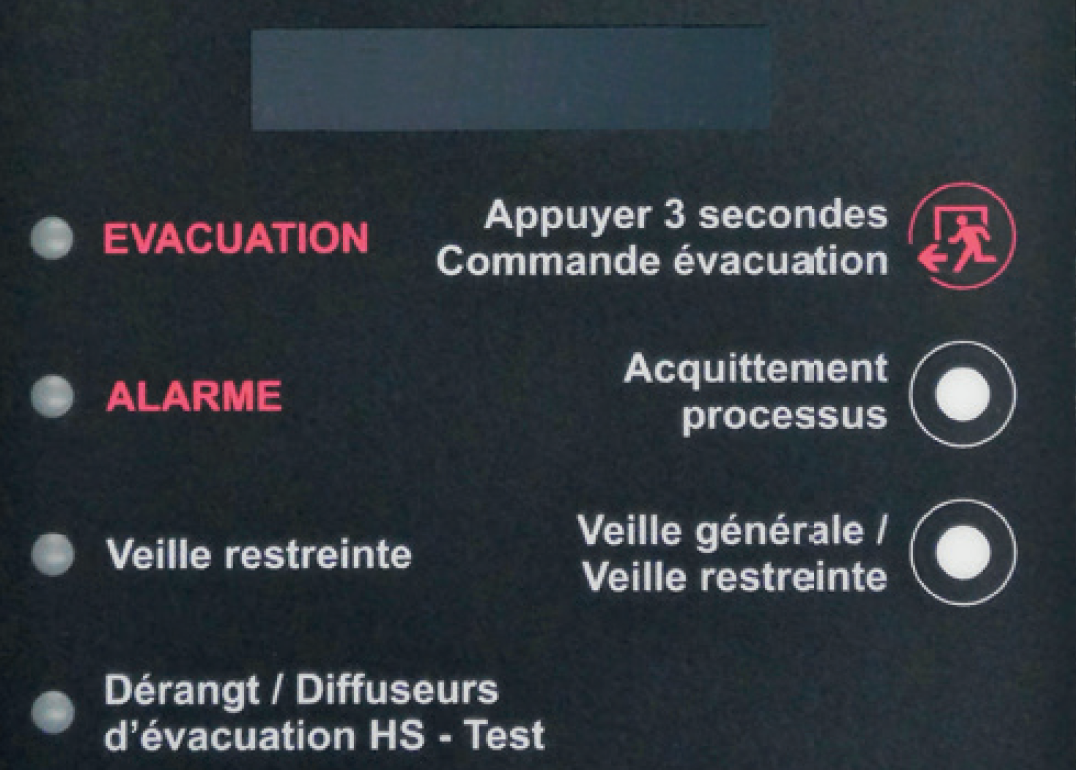 EVACUATION
Appuyer 3 secondes
Commande évacuation
ALARME
Acquittement
processus
Veille restreinte
Veille générale /
Veille restreinte
Dérangt / Diffuseurs
d'évacuation HS - Test